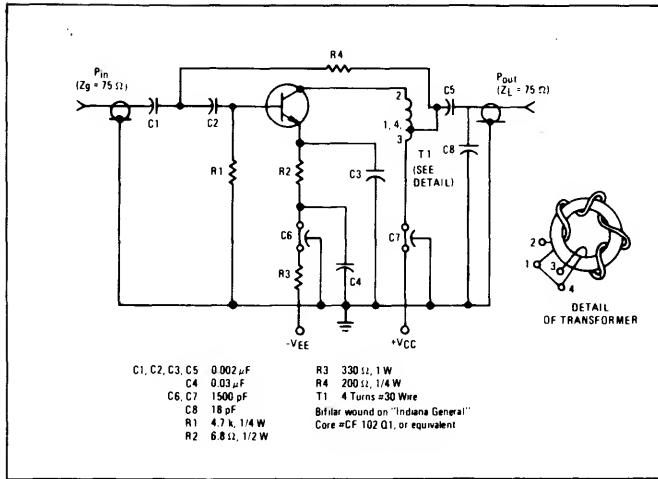 R4
Pin
(Zg = 75 Ω)
Pout
(ZL = 75 Ω)
C1
C2
2
C5
1, 4,
3
T1
(SEE
DETAIL)
C8
R1
R2
C3
C6
C7
R3
C4
-VEE
+VCC
2
1
3
4
DETAIL
OF TRANSFORMER
C1, C2, C3, C5 0.002 μF
C4 0.03 μF
C6, C7 1500 pF
C8 18 pF
R1 4.7 k, 1/4 W
R2 6.8 Ω, 1/2 W
R3 330 Ω, 1 W
R4 200 Ω, 1/4 W
T1 4 Turns #30 Wire
Bifilar wound on "Indiana General"
Core #CF 102 Q1, or equivalent